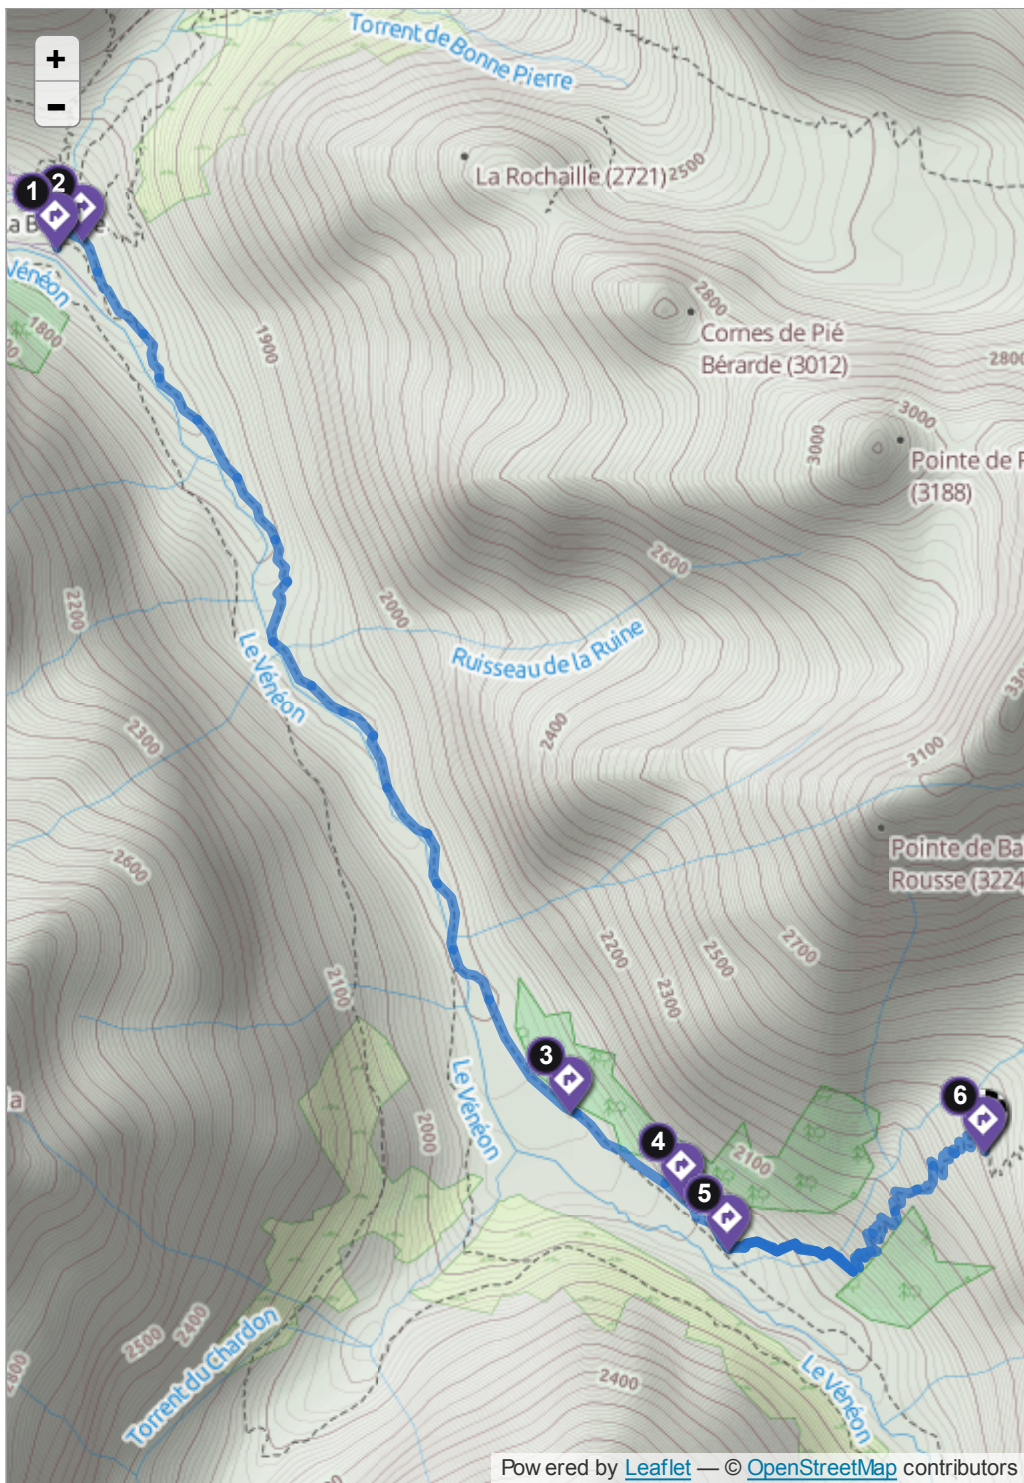 Torrent de Bonne Pierre
+
−
La Rochaille (2721)
2500
1
2
Vénéon
1800
2800
1900
Cornes de Pié
Bérarde (3012)
2800
3000
3000
Pointe de
(3188)
2600
2200
2000
Ruisseau de la Ruine
Le Vénéon
2400
2300
3100
Pointe de
Rousse (3224
2600
2200
2500
2700
2100
2300
3
Le Vénéon
6
2000
4
2100
5
2500
2400
Torrent du Chardon
2800
2400
Le Vénéon
Powered by Leaflet — © OpenStreetMap contributors